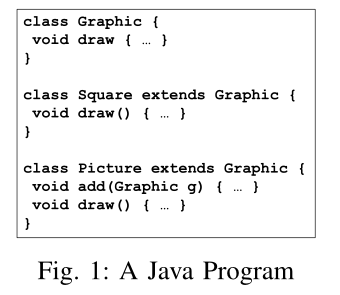 class Graphic {
void draw { … }
}
class Square extends Graphic {
void draw() { … }
}
class Picture extends Graphic {
void add(Graphic g) { … }
void draw() { … }
}
Fig. 1: A Java Program